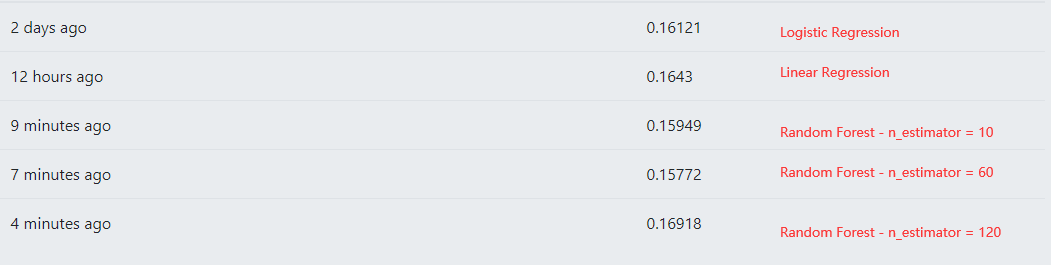 2 days ago 0.16121 Logistic Regression
12 hours ago 0.1643 Linear Regression
9 minutes ago 0.15949 Random Forest - n_estimator = 10
7 minutes ago 0.15772 Random Forest - n_estimator = 60
4 minutes ago 0.16918 Random Forest - n_estimator = 120